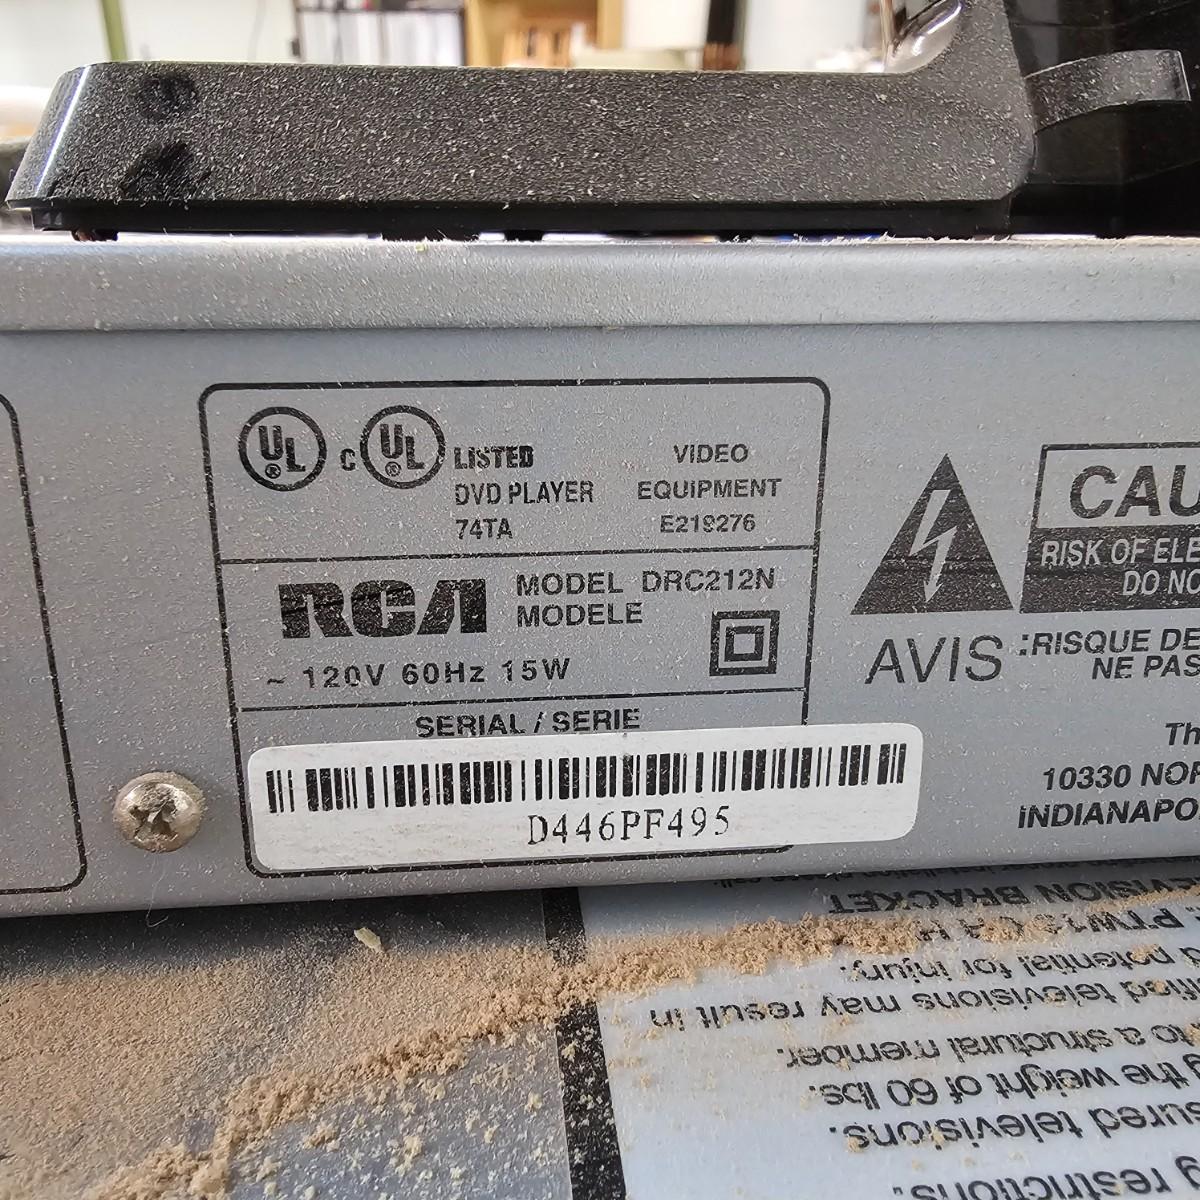 UL ® C UL ® LISTED
DVD PLAYER
74TA
VIDEO
EQUIPMENT
E219276
RCA
MODEL DRC212N
MODELE
~ 120V 60Hz 15W
SERIAL / SERIE
D446PF495
CAU
RISK OF ELE
DO NO
AVIS :RISQUE DE
NE PAS
Th
10330 NOR
INDIANAPO
restrictions.
ured televisions.
the weight of 60 lbs.
to a structural member.
televisions may result in
potential for injury.
BRACKET